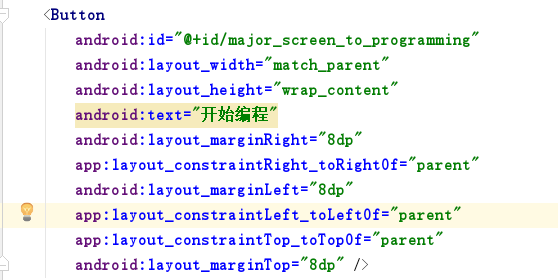 <Button
android:id="@+id/major_screen_to_programming"
android:layout_width="match_parent"
android:layout_height="wrap_content"
android:text="开始编程"
android:layout_marginRight="8dp"
app:layout_constraintRight_toRightOf="parent"
android:layout_marginLeft="8dp"
app:layout_constraintLeft_toLeftOf="parent"
app:layout_constraintTop_toTopOf="parent"
android:layout_marginTop="8dp" />